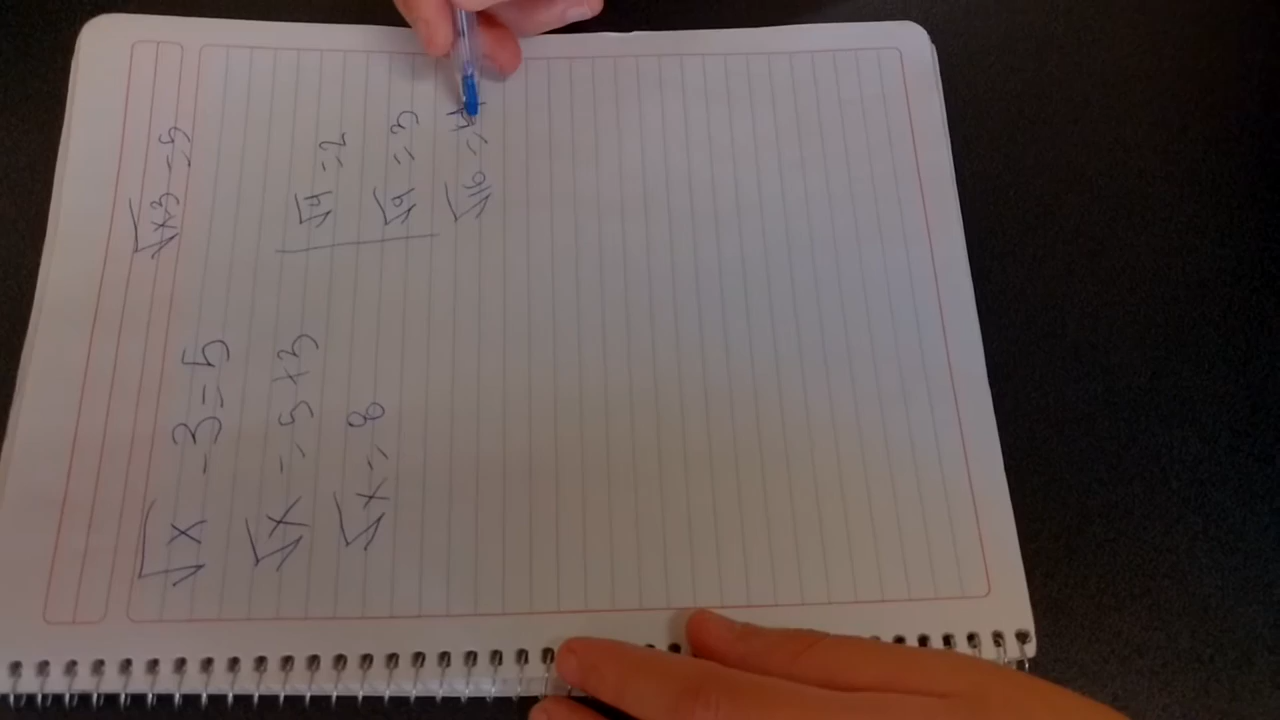 √x - 3 = 5
√x = 5 + 3
√x = 8
√x-3 = 5
√4 = 2
√9 = 3
√16 = 4